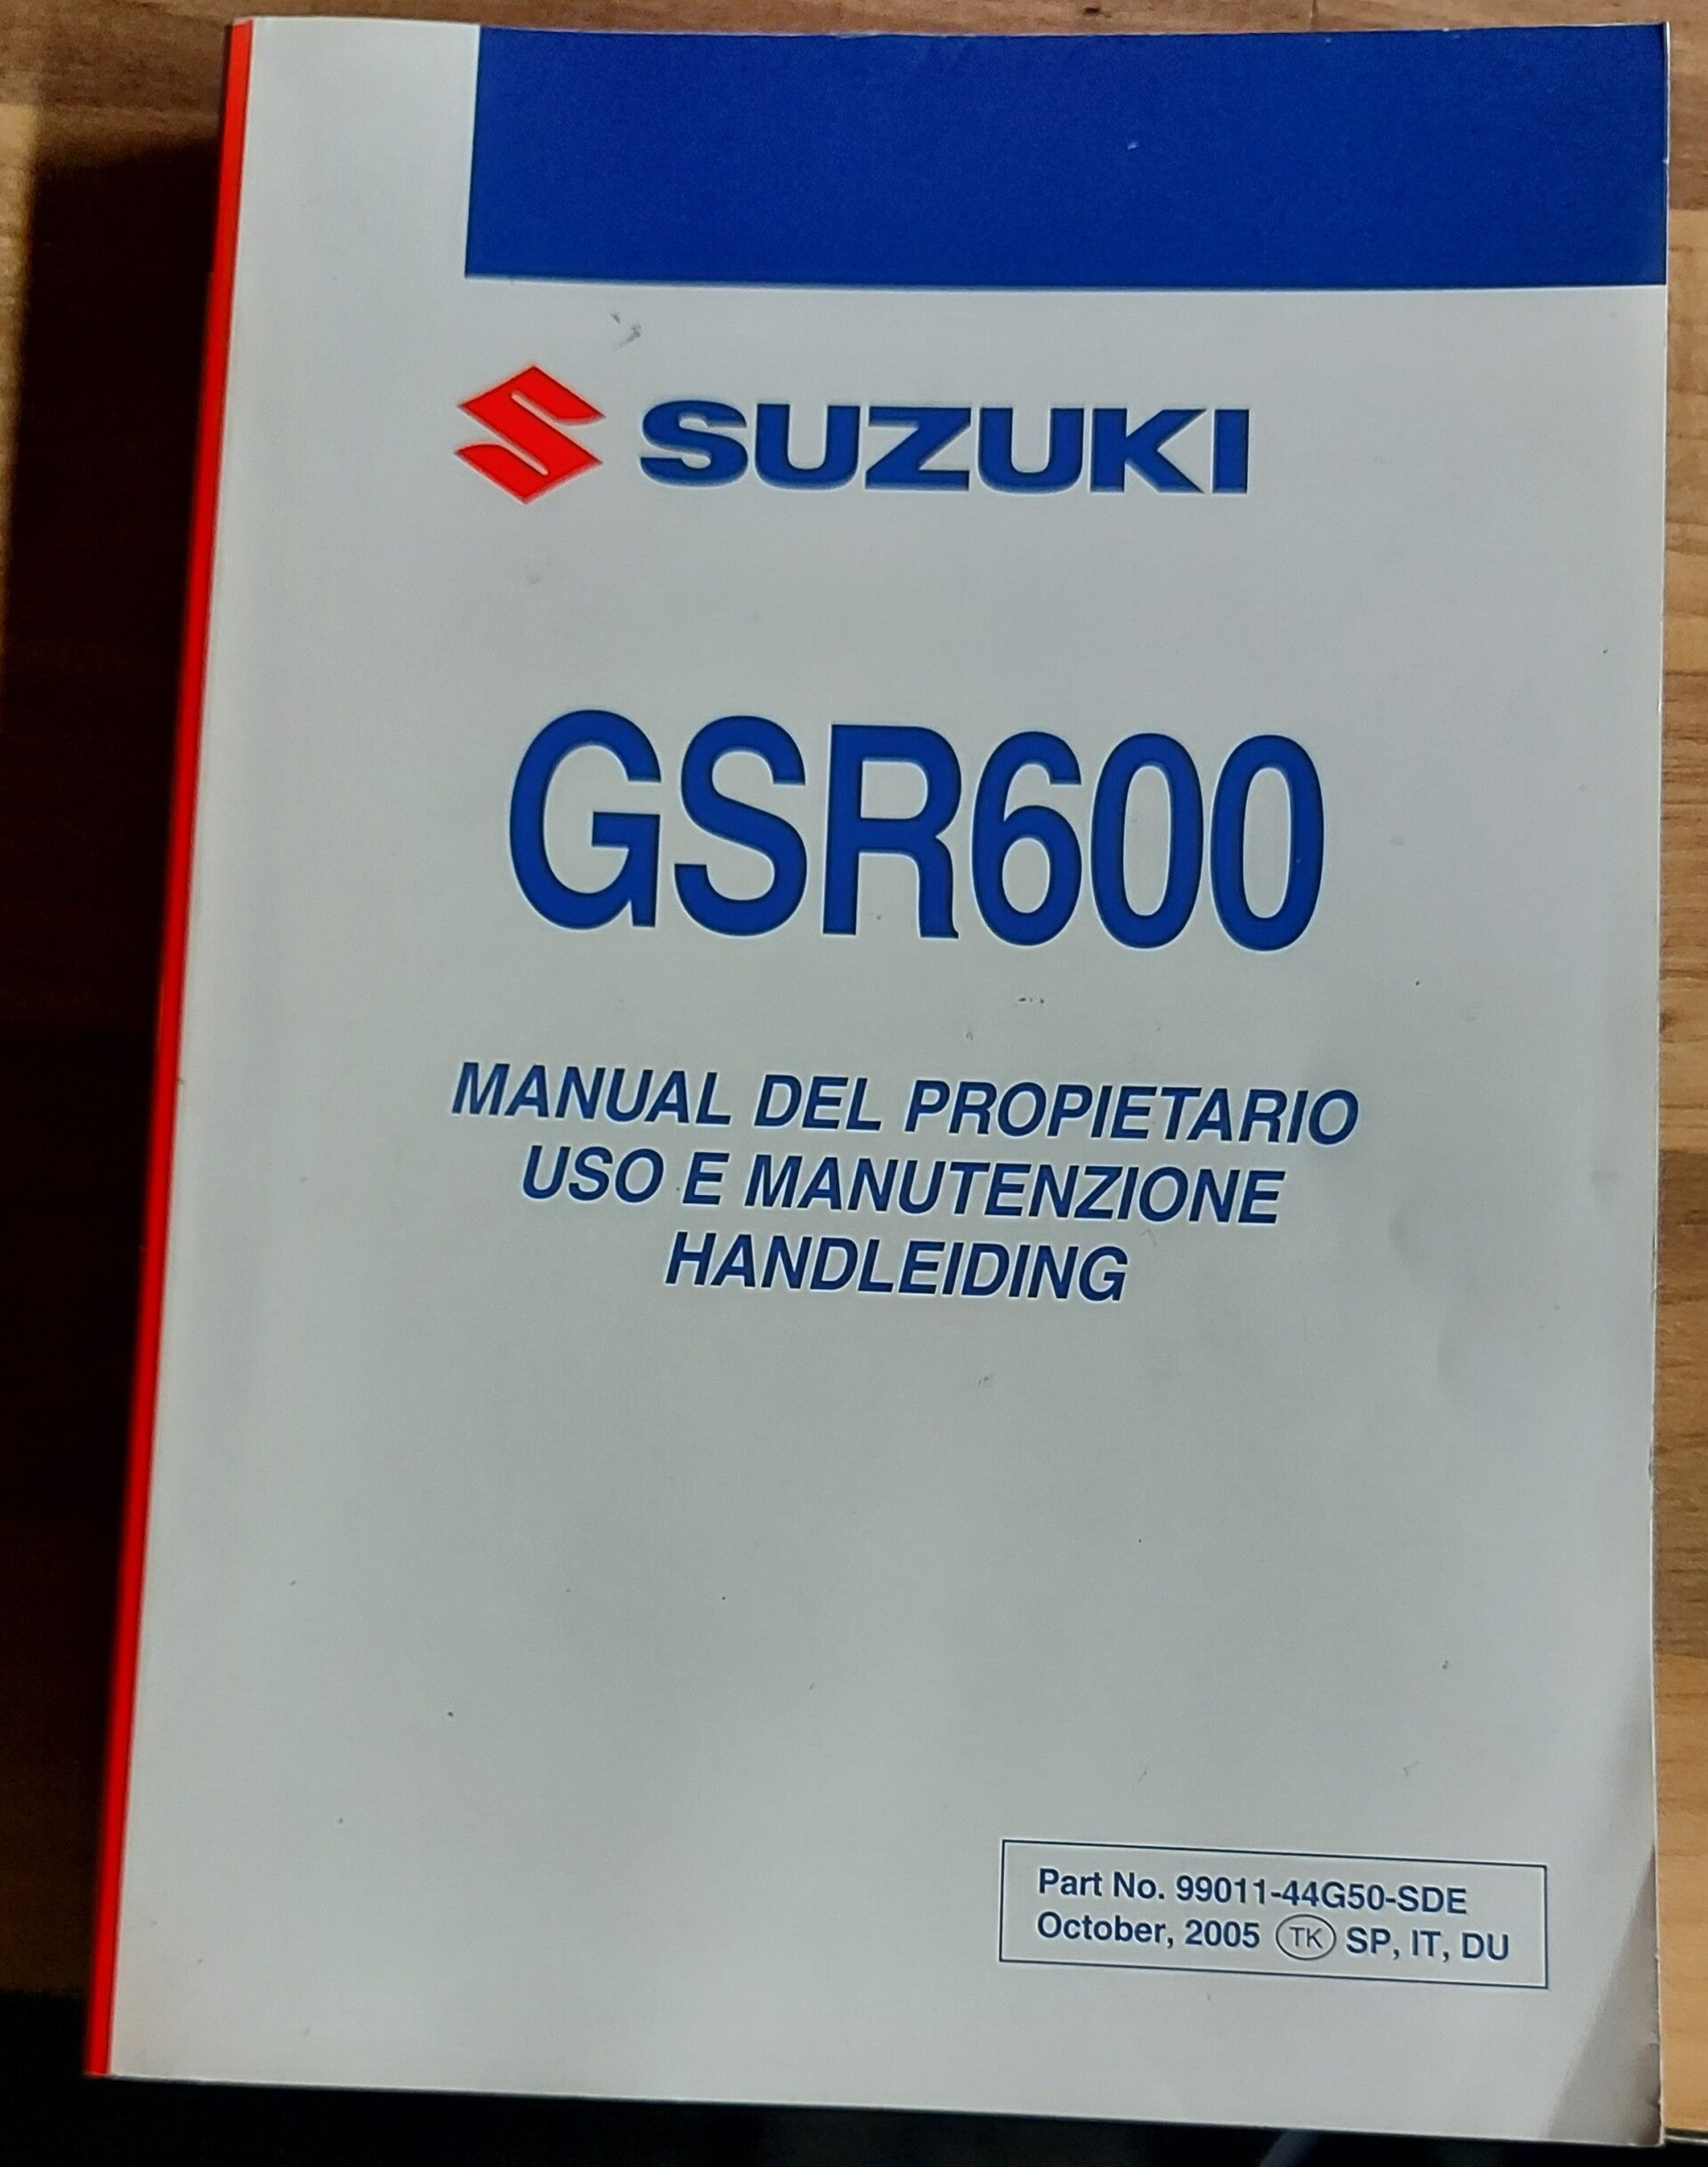 SUZUKI
GSR600
MANUAL DEL PROPIETARIO
USO E MANUTENZIONE
HANDLEIDING
Part No. 99011-44G50-SDE
October, 2005 TK SP, IT, DU